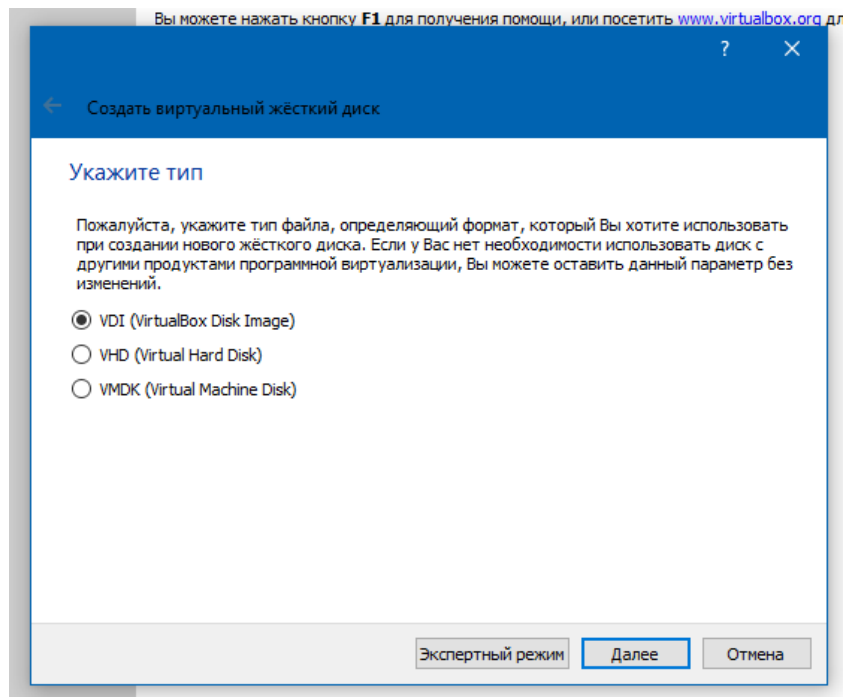 Вы можете нажать кнопку F1 для получения помощи, или посетить www.virtualbox.org дл
?
Создать виртуальный жёсткий диск
Укажите тип
Пожалуйста, укажите тип файла, определяющий формат, который Вы хотите использовать
при создании нового жёсткого диска. Если у Вас нет необходимости использовать диск с
другими продуктами программной виртуализации, Вы можете оставить данный параметр без
изменений.
VDI (VirtualBox Disk Image)
VHD (Virtual Hard Disk)
VMDK (Virtual Machine Disk)
Экспертный режим Далее Отмена